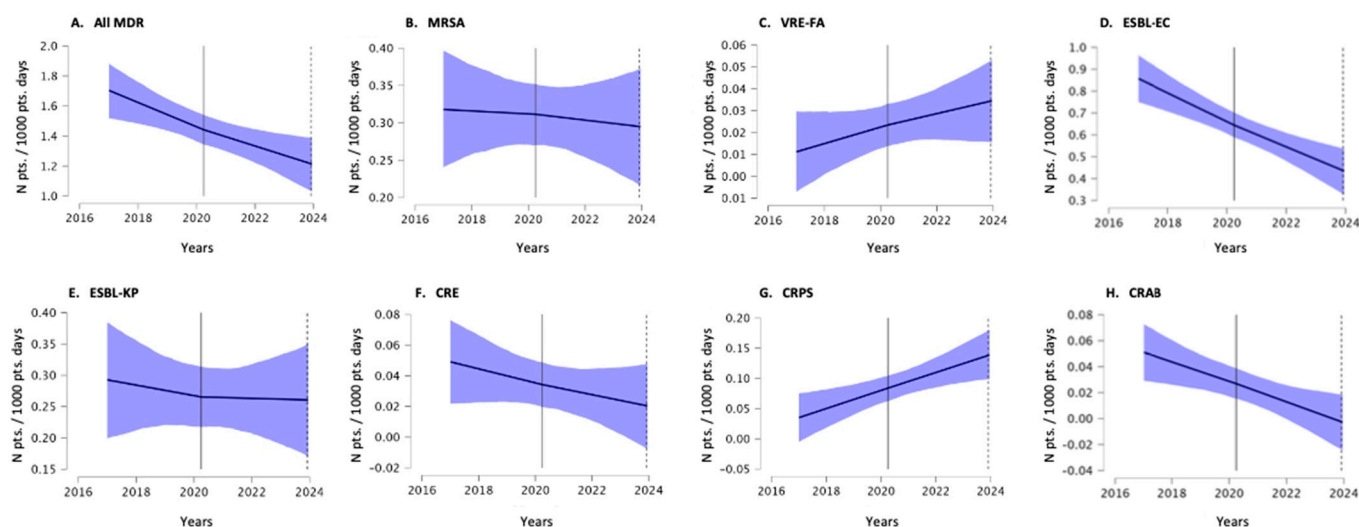 A. All MDR
N pts. / 1000 pts. days
2.0
1.8
1.6
1.4
1.2
1.0
2016 2018 2020 2022 2024
Years
B. MRSA
N pts. / 1000 pts. days
0.40
0.35
0.30
0.25
0.20
2016 2018 2020 2022 2024
Years
C. VRE-FA
N pts. / 1000 pts. days
0.06
0.05
0.04
0.03
0.02
0.01
0.00
0.01
2016 2018 2020 2022 2024
Years
D. ESBL-EC
N pts. / 1000 pts. days
1.0
0.9
0.8
0.7
0.6
0.5
0.4
0.3
2016 2018 2020 2022 2024
Years
E. ESBL-KP
N pts. / 1000 pts. days
0.40
0.35
0.30
0.25
0.20
0.15
2016 2018 2020 2022 2024
Years
F. CRE
N pts. / 1000 pts. days
0.08
0.06
0.04
0.02
0.00
-0.02
2016 2018 2020 2022 2024
Years
G. CRPS
N pts. / 1000 pts. days
0.20
0.15
0.10
0.05
0.00
-0.05
2016 2018 2020 2022 2024
Years
H. CRAB
N pts. / 1000 pts. days
0.08
0.06
0.04
0.02
0.00
-0.02
-0.04
2016 2018 2020 2022 2024
Years